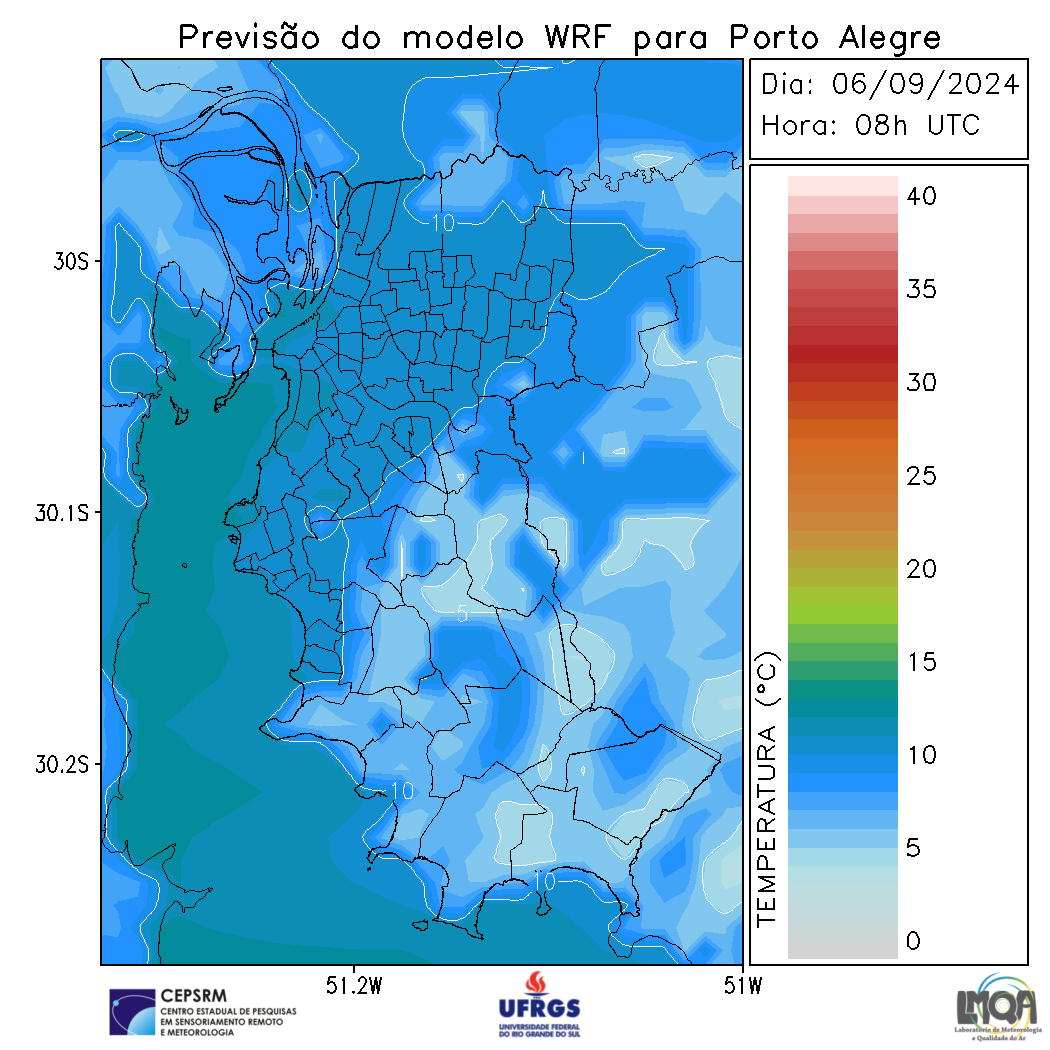 Previsão do modelo WRF para Porto Alegre
Dia: 06/09/2024
Hora: 08h UTC
40
35
30
25
20
15
10
5
0
TEMPERATURA (°C)
30S
30.1S
30.2S
51.2W
51W
10
5
10
10
CEPSRM
CENTRO ESTADUAL DE PESQUISAS
EM SENSORIAMENTO REMOTO
E METEOROLOGIA
UFRGS
UNIVERSIDADE FEDERAL
DO RIO GRANDE DO SUL
LMQA
Laboratório de Meteorologia
e Qualidade do Ar